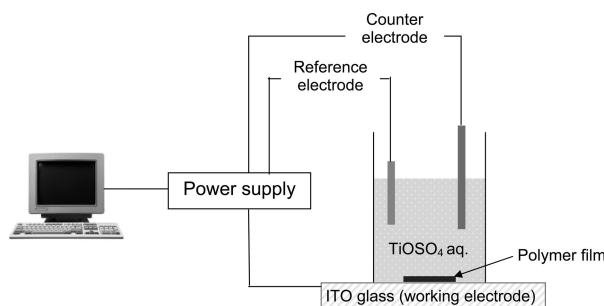 Counter
electrode
Reference
electrode
Power supply
TiOSO₄ aq.
Polymer film
ITO glass (working electrode)